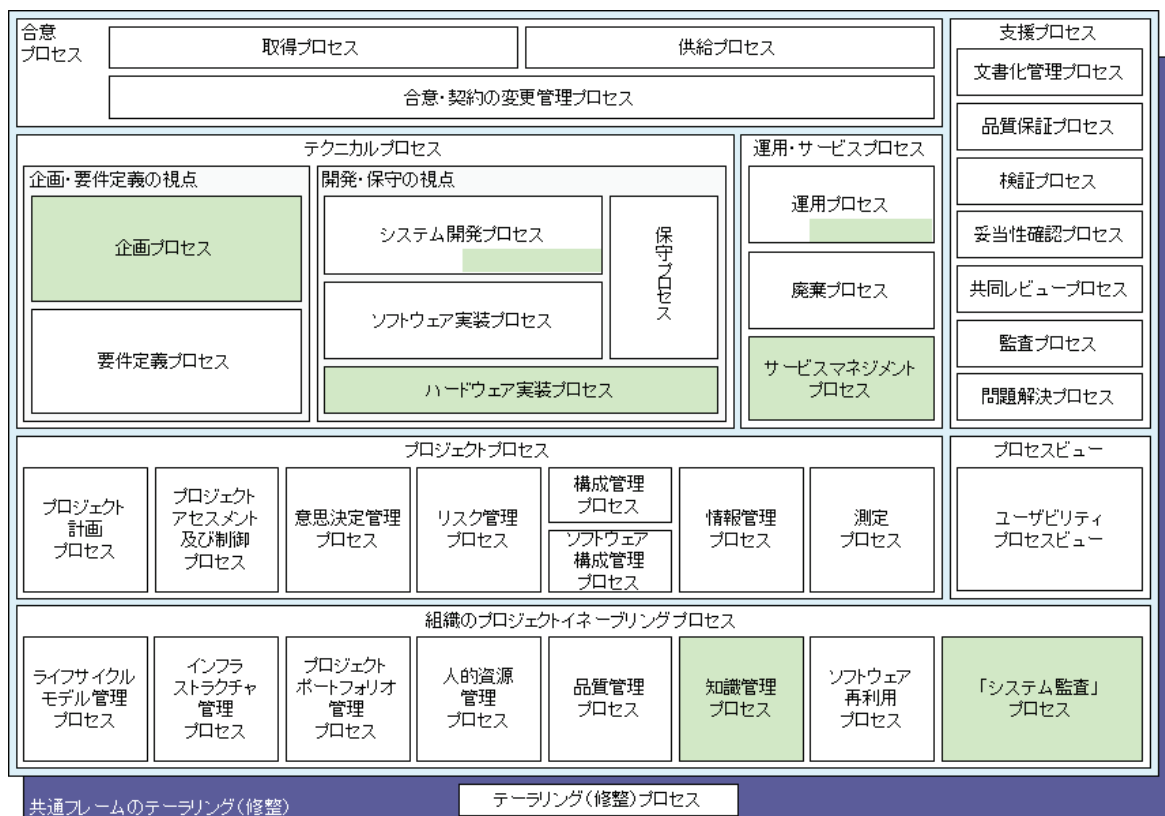 合意
プロセス
取得プロセス
供給プロセス
合意・契約の変更管理プロセス
支援プロセス
文書化管理プロセス
品質保証プロセス
検証プロセス
妥当性確認プロセス
共同レビュープロセス
監査プロセス
問題解決プロセス
テクニカルプロセス
企画・要件定義の視点
企画プロセス
要件定義プロセス
開発・保守の視点
システム開発プロセス
ソフトウェア実装プロセス
保守プロセス
ハードウェア実装プロセス
運用・サービスプロセス
運用プロセス
廃棄プロセス
サービスマネジメント
プロセス
プロジェクトプロセス
プロジェクト
計画
プロセス
プロジェクト
アセスメント
及び制御
プロセス
意思決定管理
プロセス
リスク管理
プロセス
構成管理
プロセス
ソフトウェア
構成管理
プロセス
情報管理
プロセス
測定
プロセス
プロセスビュー
ユーザビリティ
プロセスビュー
組織のプロジェクトイネーブリングプロセス
ライフサイクル
モデル管理
プロセス
インフラ
ストラクチャ
管理
プロセス
プロジェクト
ポートフォリオ
管理
プロセス
人的資源
管理
プロセス
品質管理
プロセス
知識管理
プロセス
ソフトウェア
再利用
プロセス
「システム監査」
プロセス
共通フレームのテーラリング(修整)
テーラリング(修整)プロセス